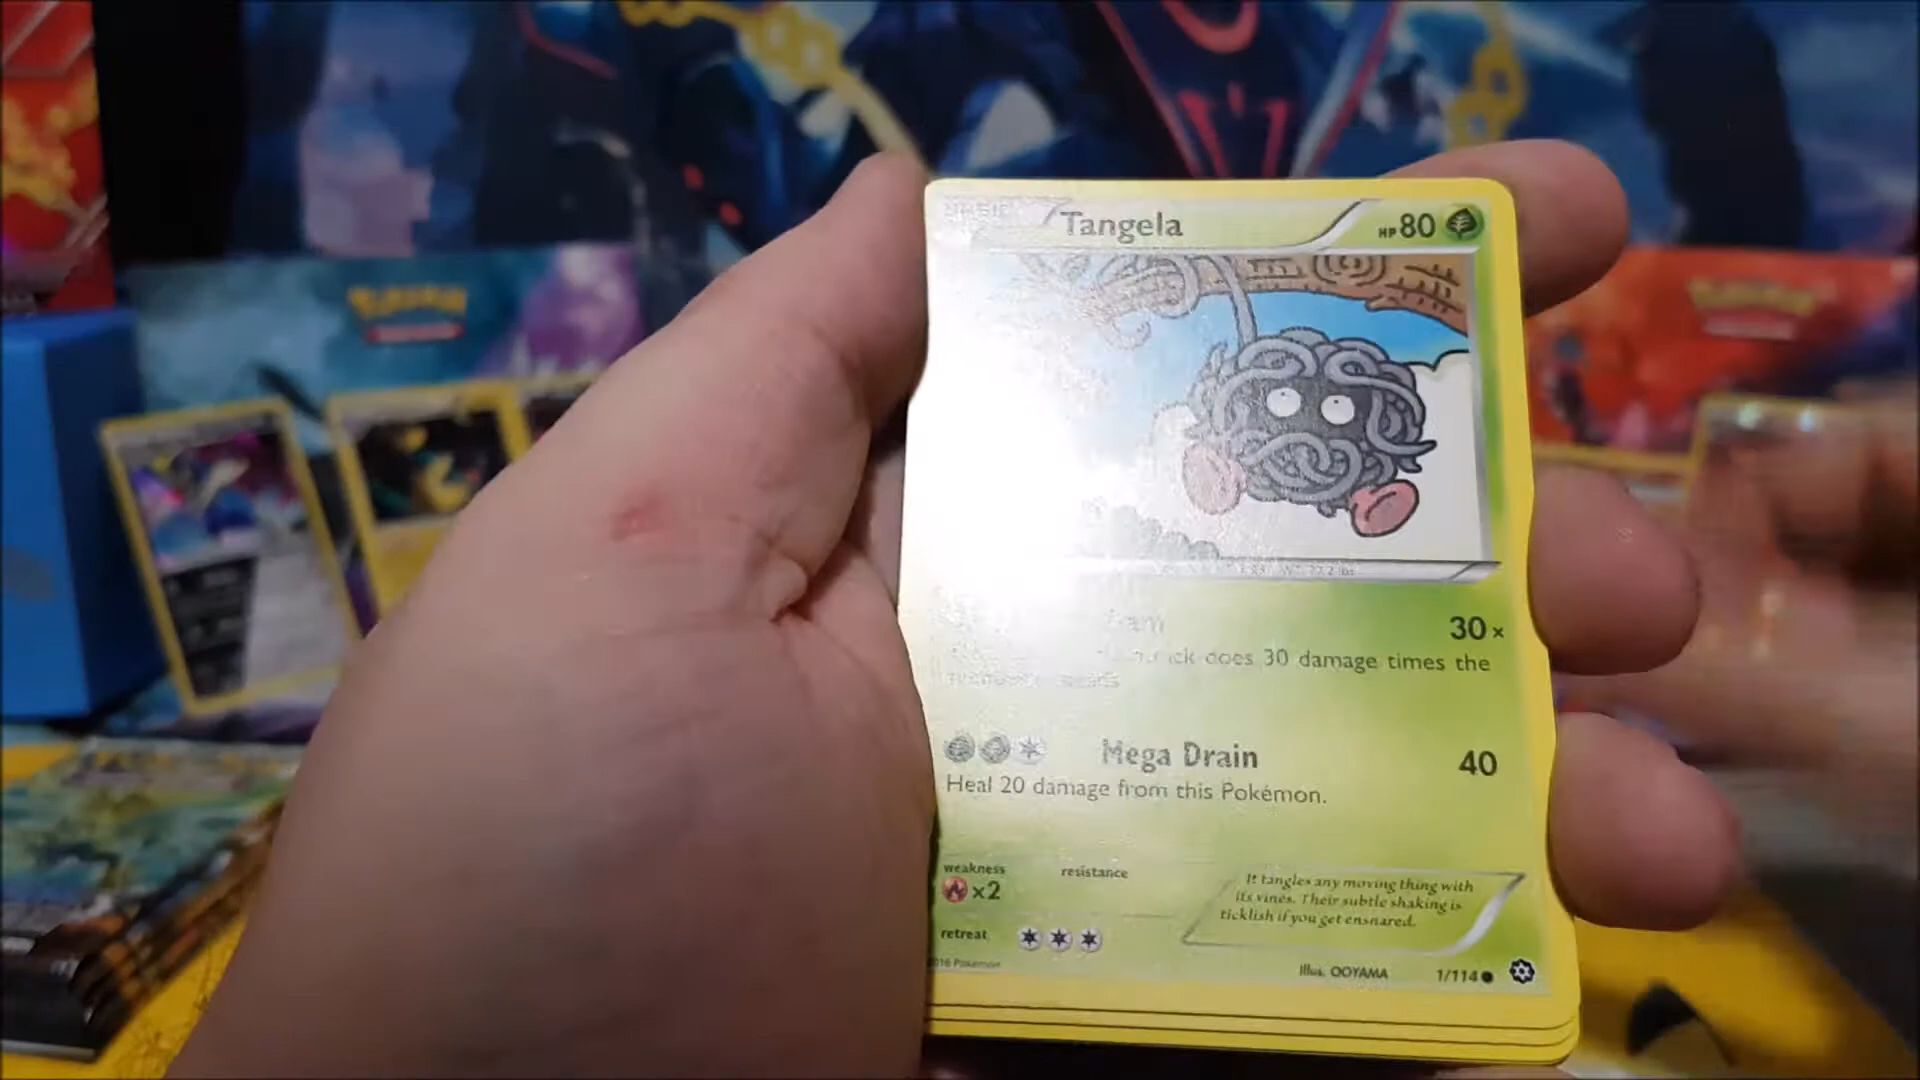 Tangela
HP 80
30×
does 30 damage times the
Mega Drain
40
Heal 20 damage from this Pokémon.
weakness
resistance
×2
It tangles any moving thing with
its vines. Their subtle shaking is
ticklish if you get ensnared.
retreat
Pokémon
Illus. OOYAMA
1/114